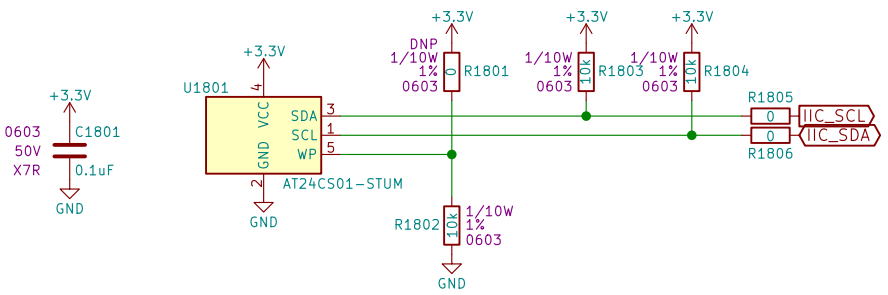 +3.3V
0603
50V
X7R
C1801
0.1uF
GND
+3.3V
U1801
4
VCC
GND
2
SDA
SCL
WP
3
1
5
AT24CS01-STUM
GND
+3.3V
DNP
1/10W
1%
0603
0
R1801
R1802
10k
1/10W
1%
0603
GND
+3.3V
1/10W
1%
0603
10k
R1803
+3.3V
1/10W
1%
0603
10k
R1804
R1805
0
IIC_SCL
0
IIC_SDA
R1806